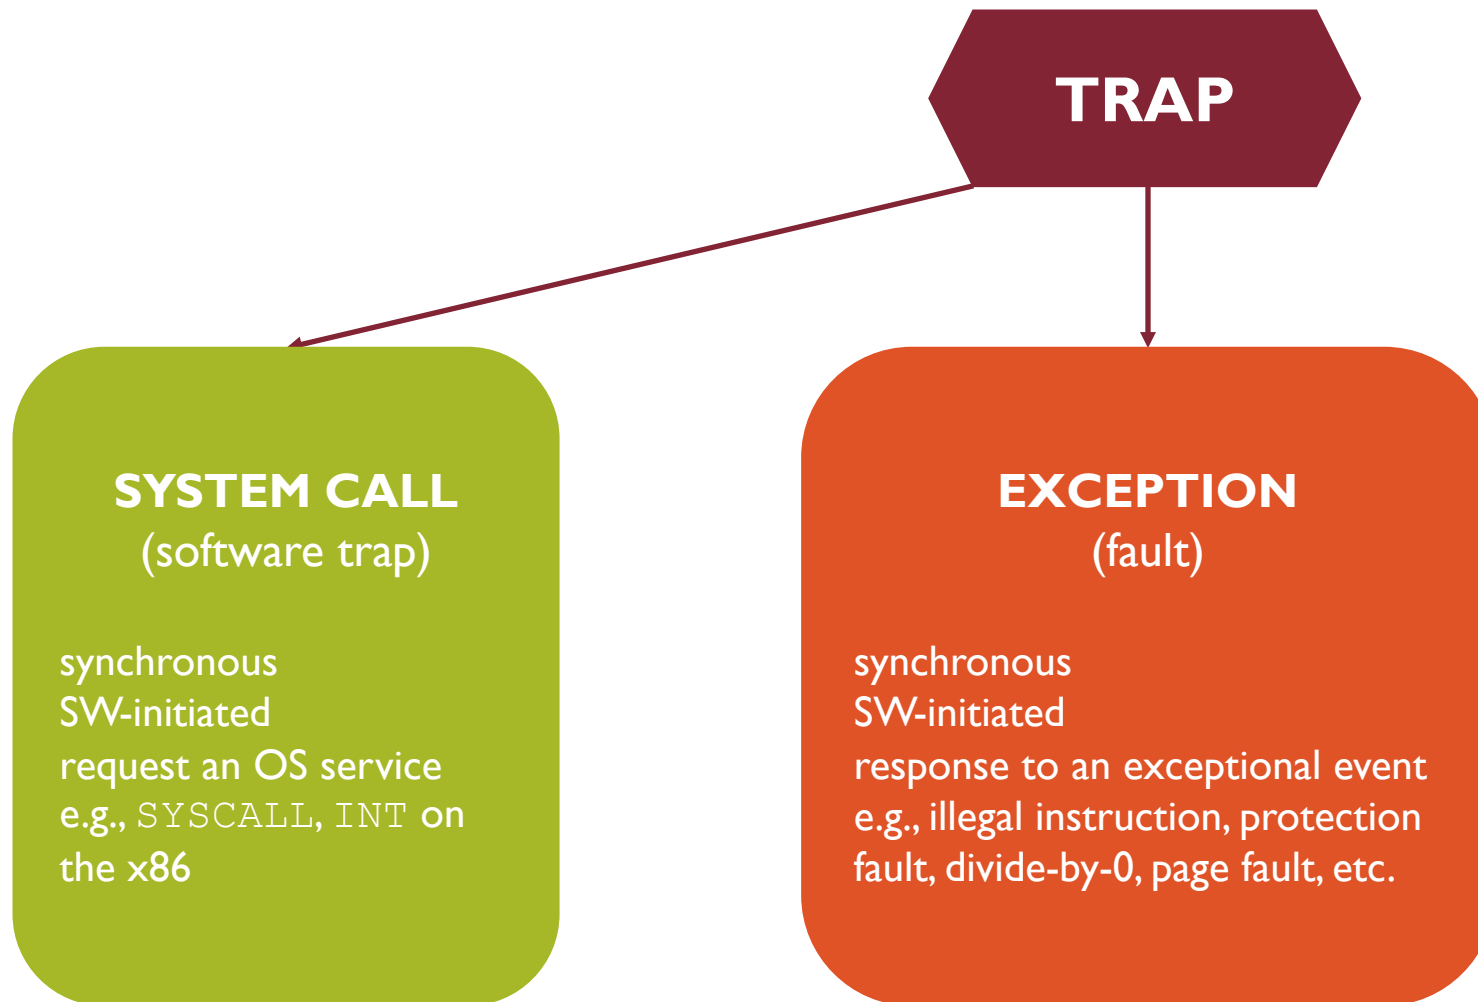 TRAP
SYSTEM CALL
(software trap)
synchronous
SW-initiated
request an OS service
e.g., SYSCALL, INT on
the x86
EXCEPTION
(fault)
synchronous
SW-initiated
response to an exceptional event
e.g., illegal instruction, protection
fault, divide-by-0, page fault, etc.